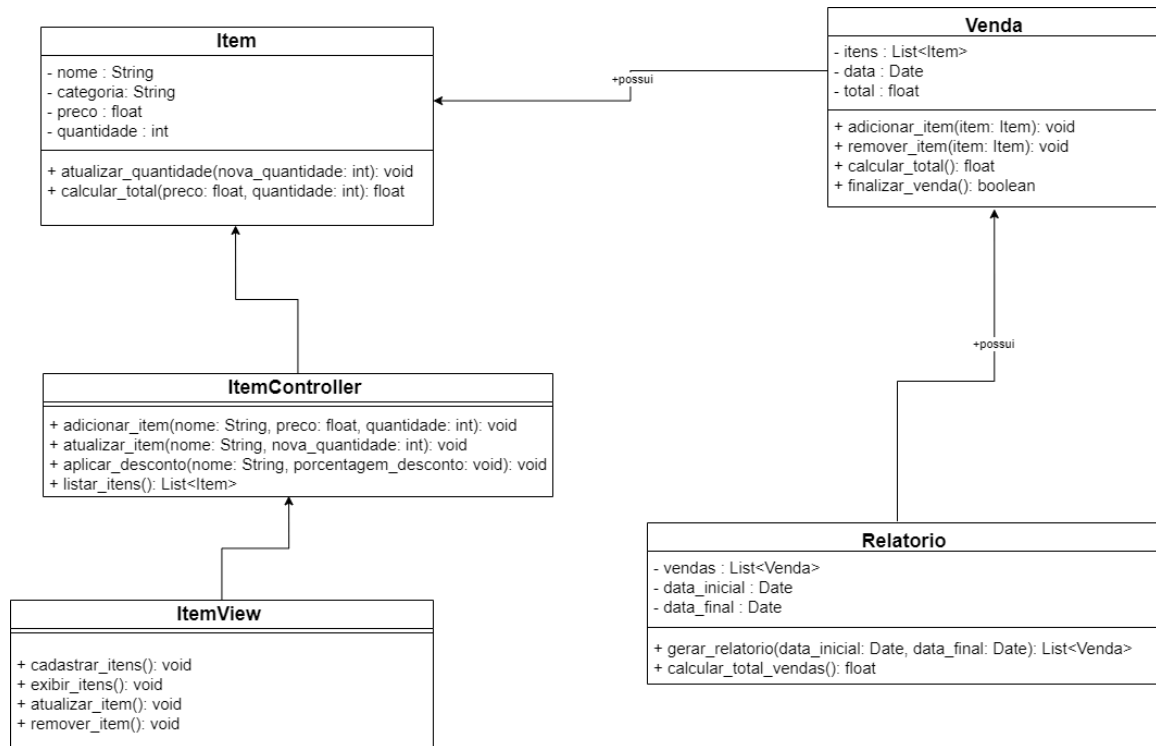 Item
- nome : String
- categoria: String
- preco : float
- quantidade : int
+ atualizar_quantidade(nova_quantidade: int): void
+ calcular_total(preco: float, quantidade: int): float
+possui
Venda
- itens : List<Item>
- data : Date
- total : float
+ adicionar_item(item: Item): void
+ remover_item(item: Item): void
+ calcular_total(): float
+ finalizar_venda(): boolean
+possui
ItemController
+ adicionar_item(nome: String, preco: float, quantidade: int): void
+ atualizar_item(nome: String, nova_quantidade: int): void
+ aplicar_desconto(nome: String, porcentagem_desconto: void): void
+ listar_itens(): List<Item>
Relatorio
- vendas : List<Venda>
- data_inicial : Date
- data_final : Date
+ gerar_relatorio(data_inicial: Date, data_final: Date): List<Venda>
+ calcular_total_vendas(): float
ItemView
+ cadastrar_itens(): void
+ exibir_itens(): void
+ atualizar_item(): void
+ remover_item(): void